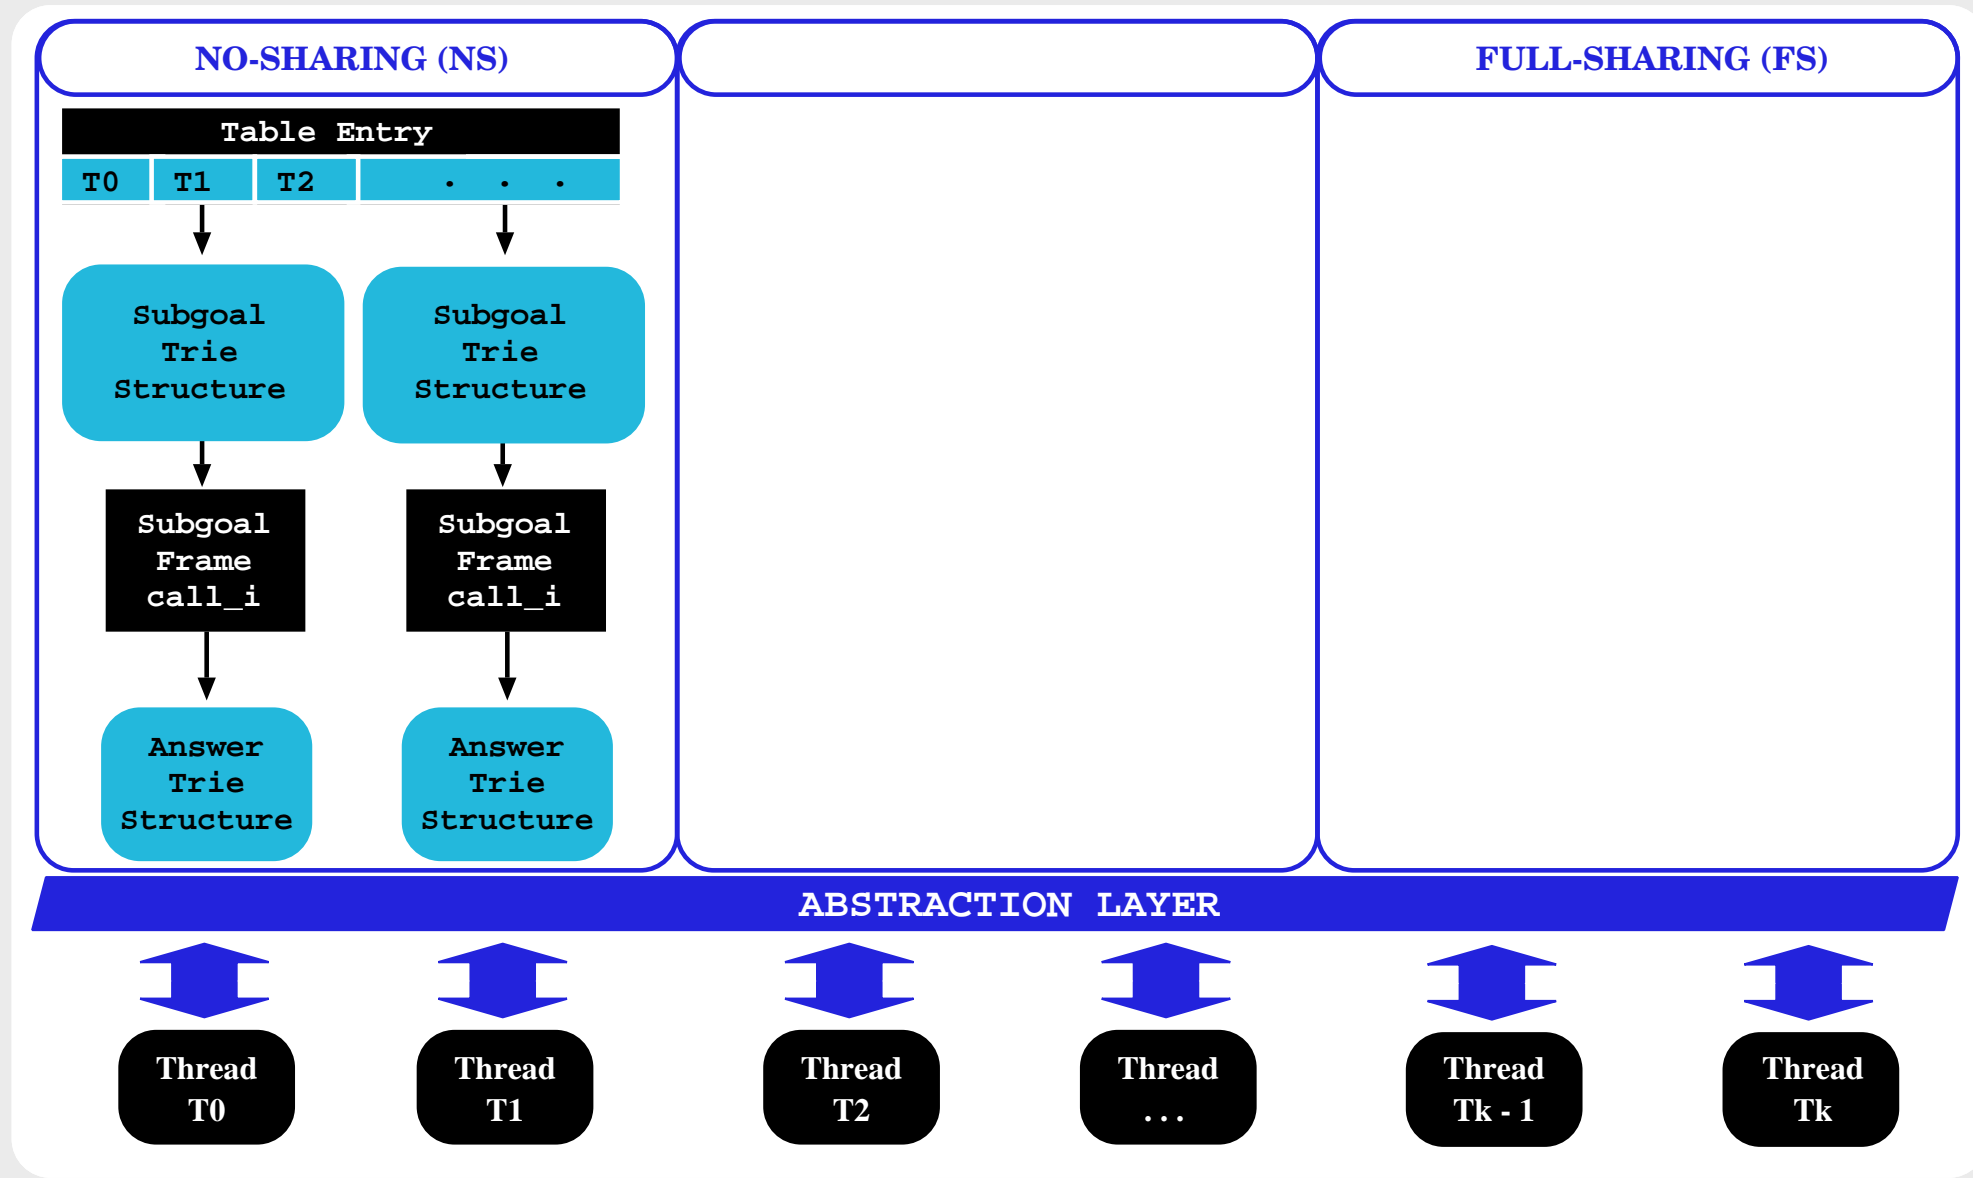 NO-SHARING (NS)
FULL-SHARING (FS)
Table Entry
T0 T1 T2 . . .
Subgoal
Trie
Structure
Subgoal
Trie
Structure
Subgoal
Frame
call_i
Subgoal
Frame
call_i
Answer
Trie
Structure
Answer
Trie
Structure
ABSTRACTION LAYER
Thread
T0
Thread
T1
Thread
T2
Thread
. . .
Thread
Tk - 1
Thread
Tk